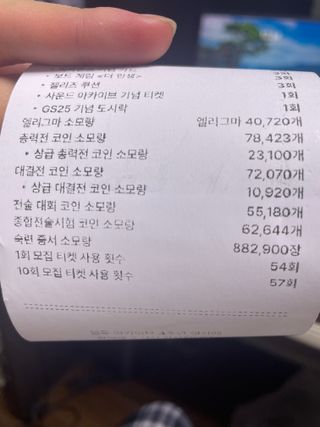 • 보드 게임 <더 인생> 3회
• 젤리즈 쿠션 3회
• 사운드 아카이브 기념 티켓 1회
• GS25 기념 도시락 1회
엘리그마 소모량 엘리그마 40,720개
총력전 코인 소모량 78,423개
• 상급 총력전 코인 소모량 23,100개
대결전 코인 소모량 72,070개
• 상급 대결전 코인 소모량 10,920개
전술 대회 코인 소모량 55,180개
종합전술시험 코인 소모량 62,644개
숙련 증서 소모량 882,900장
1회 모집 티켓 사용 횟수 54회
10회 모집 티켓 사용 횟수 57회